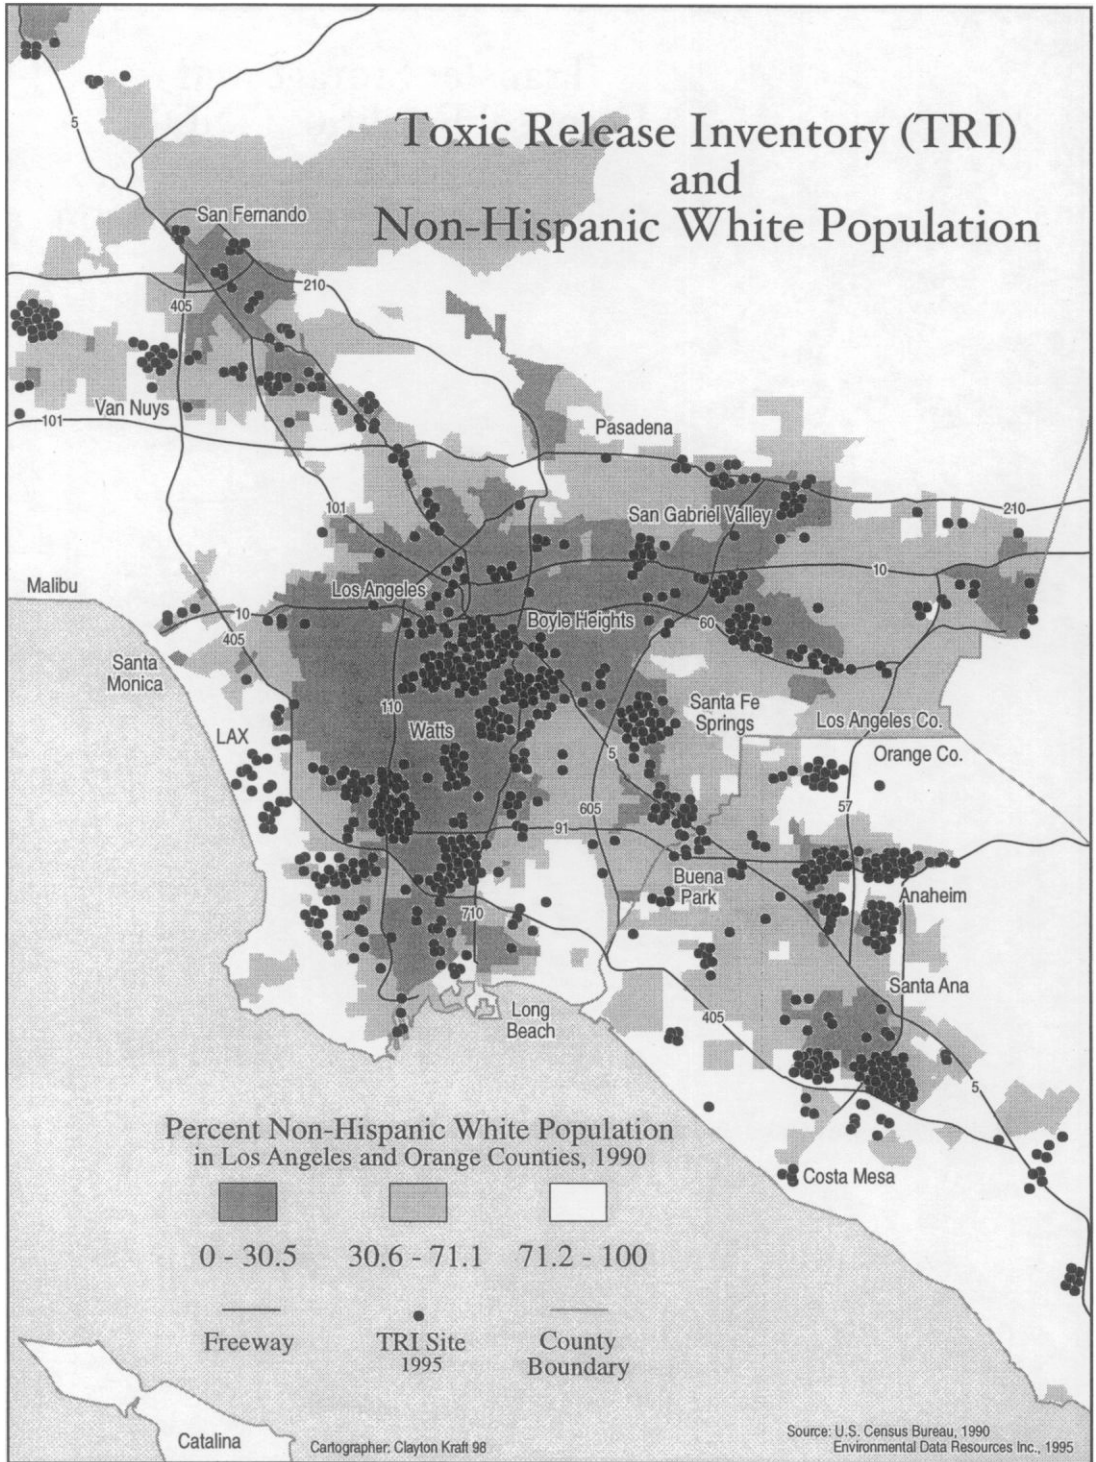 Toxic Release Inventory (TRI)
and
Non-Hispanic White Population
5
San Fernando
405
210
Van Nuys
101
Pasadena
101
San Gabriel Valley
210
Malibu
Los Angeles
10
10
Boyle Heights
60
405
Santa
Monica
110
Santa Fe
Springs
LAX
Watts
Los Angeles Co.
5
Orange Co.
605
57
91
Buena
Park
Anaheim
710
Santa Ana
Long
Beach
405
5
Percent Non-Hispanic White Population
in Los Angeles and Orange Counties, 1990
0 - 30.5 30.6 - 71.1 71.2 - 100
Costa Mesa
Freeway TRI Site County
1995 Boundary
Catalina
Cartographer: Clayton Kraft 98
Source: U.S. Census Bureau, 1990
Environmental Data Resources Inc., 1995